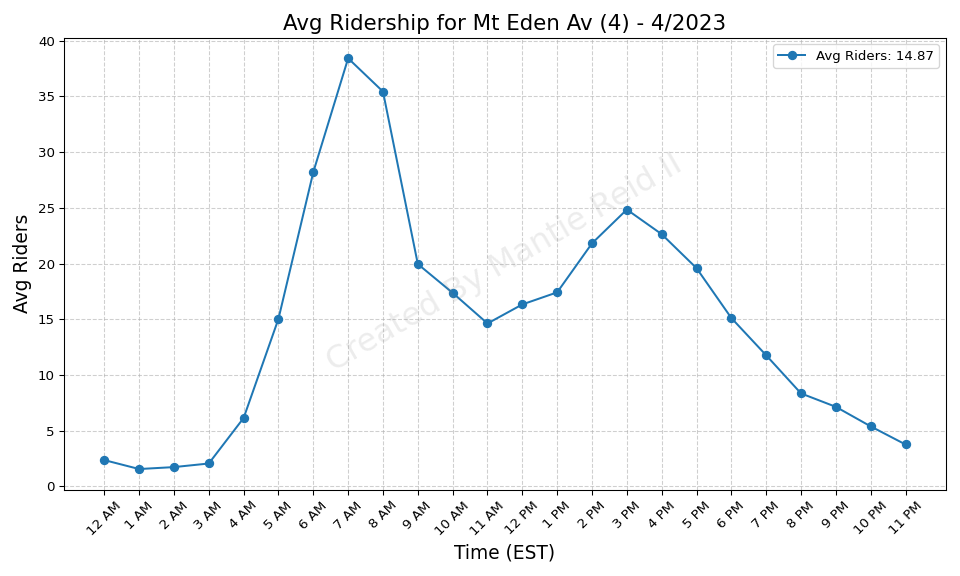 Avg Ridership for Mt Eden Av (4) - 4/2023
Avg Riders: 14.87
Avg Riders
40
35
30
25
20
15
10
5
0
Created By Mantie Reid II
12 AM
1 AM
2 AM
3 AM
4 AM
5 AM
6 AM
7 AM
8 AM
9 AM
10 AM
11 AM
12 PM
1 PM
2 PM
3 PM
4 PM
5 PM
6 PM
7 PM
8 PM
9 PM
10 PM
11 PM
Time (EST)